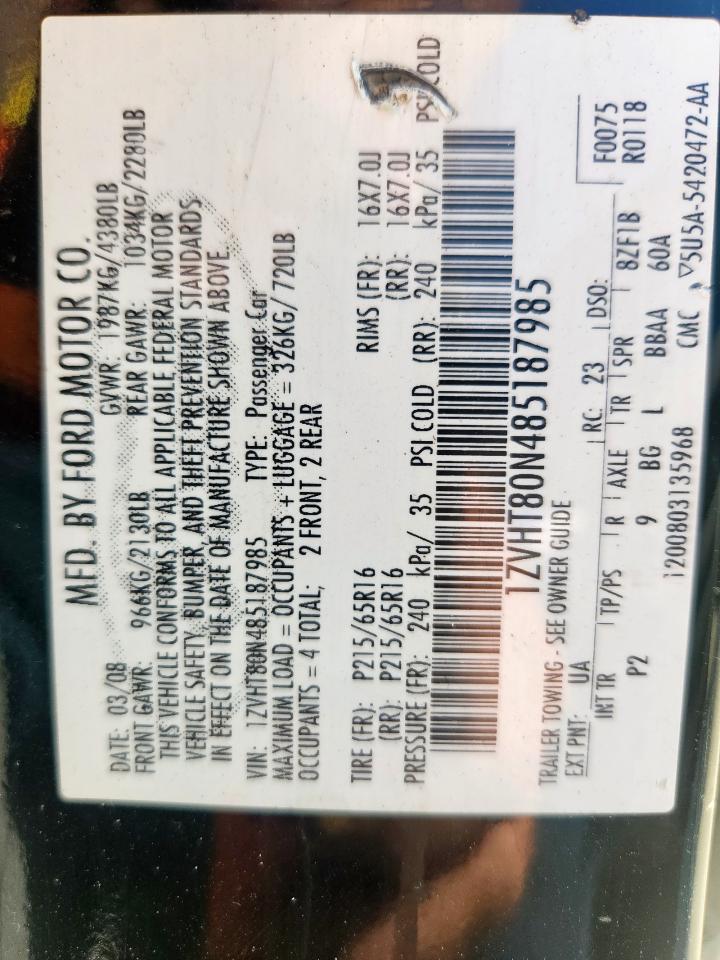 MFD. BY FORD MOTOR CO.
DATE: 03/08 GVWR: 1987KG/4380LB
FRONT GAWR: 966KG/2130LB REAR GAWR: 1034KG/2280LB
THIS VEHICLE CONFORMS TO ALL APPLICABLE FEDERAL MOTOR
VEHICLE SAFETY, BUMPER, AND THEFT PREVENTION STANDARDS
IN EFFECT ON THE DATE OF MANUFACTURE SHOWN ABOVE.
VIN: 1ZVHT80N485187985 TYPE: Passenger Car
MAXIMUM LOAD = OCCUPANTS + LUGGAGE = 326KG/ 720LB
OCCUPANTS = 4 TOTAL; 2 FRONT, 2 REAR
TIRE (FR): P215/65R16 RIMS (FR): 16X7.0J
(RR): P215/65R16 (RR): 16X7.0J
PRESSURE (FR): 240 kPa/ 35 PSI COLD (RR): 240 kPa/ 35 PSI COLD
1ZVHT80N485187985
TRAILER TOWING - SEE OWNER GUIDE
F0075
EXT PNT: UA RC: 23 DSO: R0118
INT TR TP/PS R AXLE TR SPR 8ZF1B
P2 9 BG L BBAA 60A
1200803135968 CMC ▽5U5A-5420472-AA